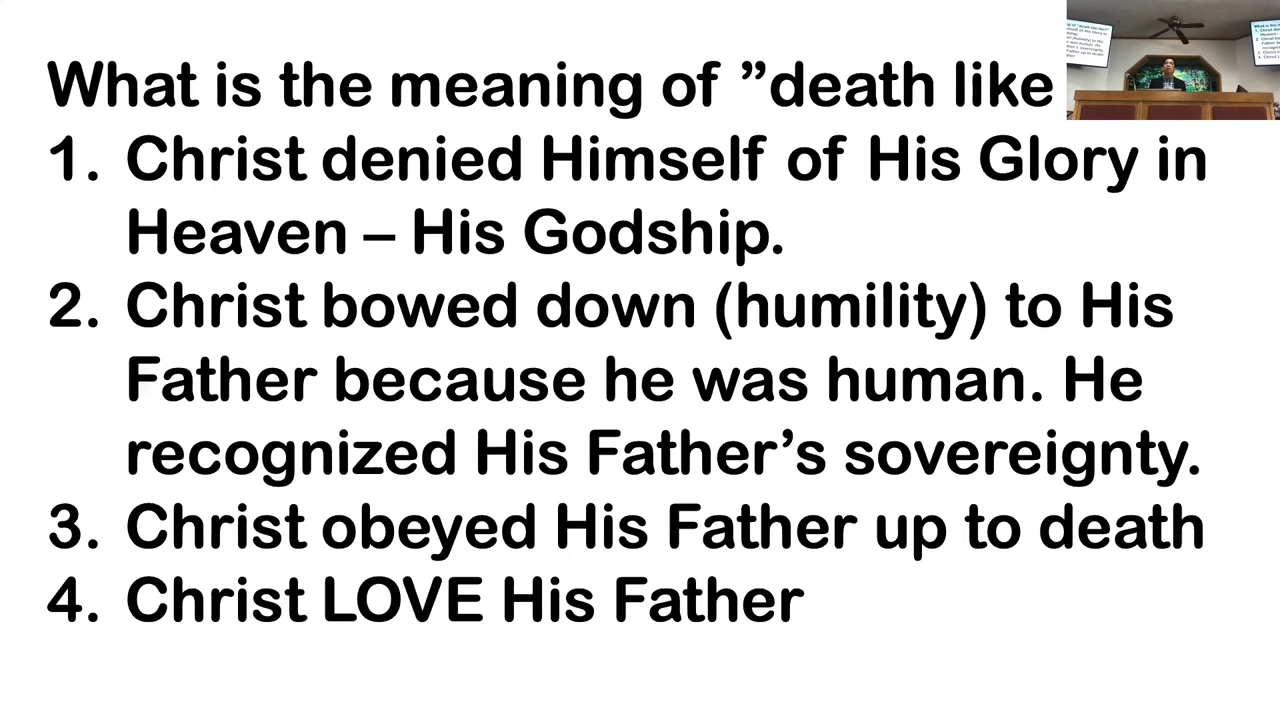 What is the meaning of ”death like
1. Christ denied Himself of His Glory in
Heaven – His Godship.
2. Christ bowed down (humility) to His
Father because he was human. He
recognized His Father’s sovereignty.
3. Christ obeyed His Father up to death
4. Christ LOVE His Father